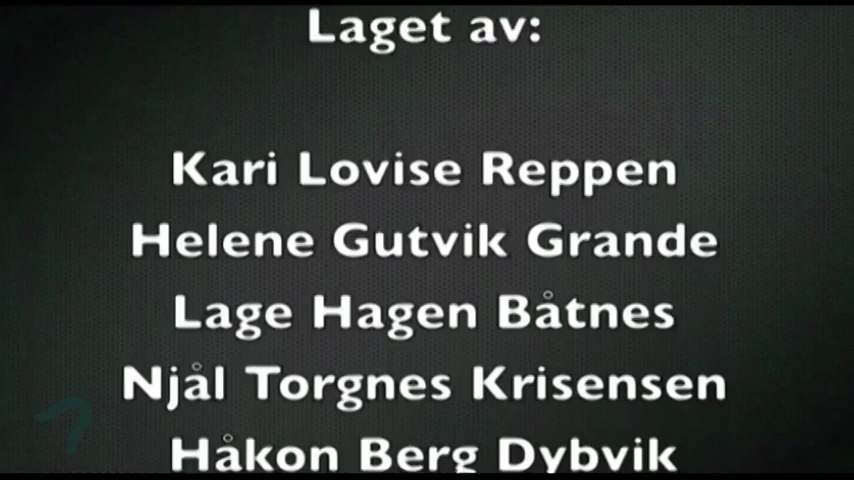 Laget av:
Kari Lovise Reppen
Helene Gutvik Grande
Lage Hagen Båtnes
Njål Torgnes Krisensen
Håkon Berg Dybvik